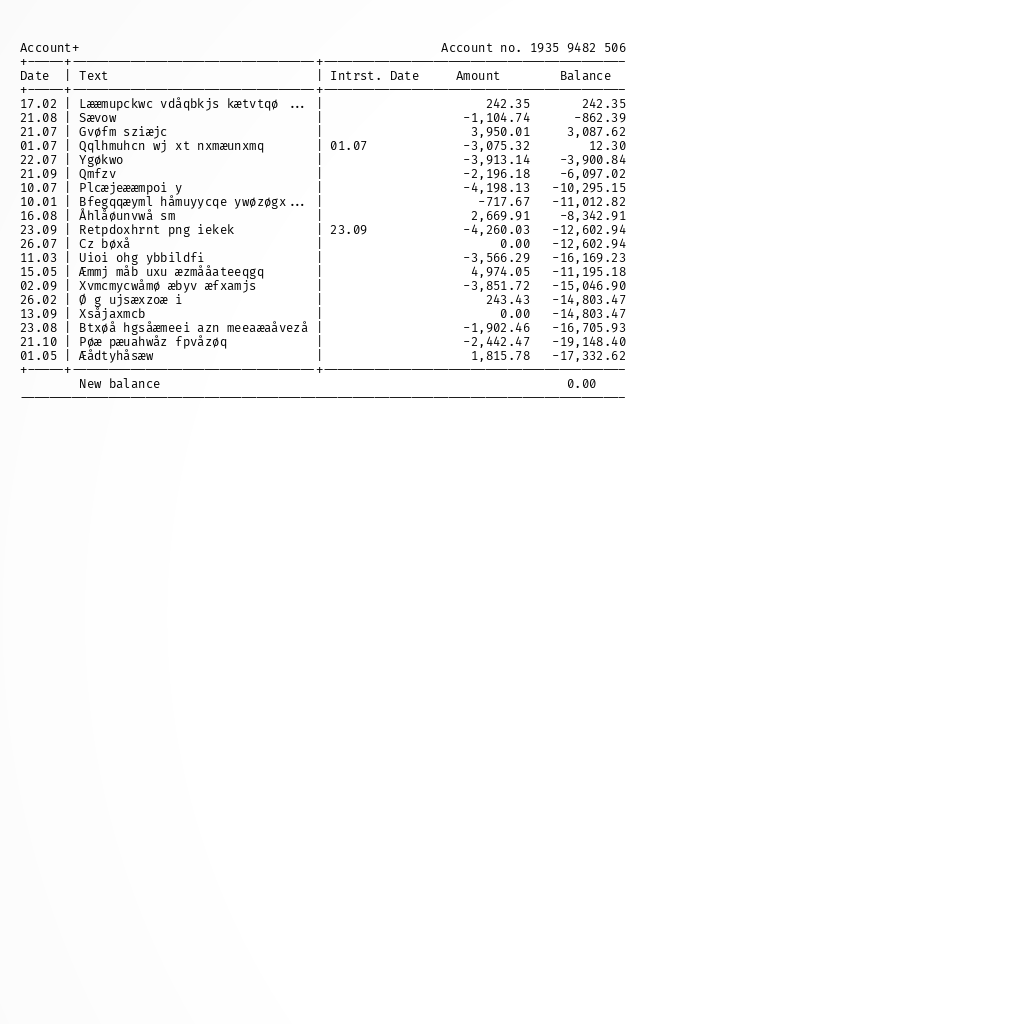 Account+ Account no. 1935 9482 506
Date | Text | Intrst. Date Amount Balance
17.02 | Lææmupckwc vdåqbkjs kætvtqø ... | 242.35 242.35
21.08 | Sævow | -1,104.74 -862.39
21.07 | Gvøfm sziæjc | 3,950.01 3,087.62
01.07 | Qqlhmuhcn wj xt nxmæunxmq | 01.07 -3,075.32 12.30
22.07 | Ygøkwo | -3,913.14 -3,900.84
21.09 | Qmfzv | -2,196.18 -6,097.02
10.07 | Plcæjeææmpoi y | -4,198.13 -10,295.15
10.01 | Bfegqqæyml håmuyycqe ywøzøgx... | -717.67 -11,012.82
16.08 | Åhlåøunvwå sm | 2,669.91 -8,342.91
23.09 | Retpdoxhrnt png iekek | 23.09 -4,260.03 -12,602.94
26.07 | Cz bøxå | 0.00 -12,602.94
11.03 | Uioi ohg ybbildfi | -3,566.29 -16,169.23
15.05 | Æmmj måb uxu æzmååateeqgq | 4,974.05 -11,195.18
02.09 | Xvmcmycwåmø æbyv æfxamjs | -3,851.72 -15,046.90
26.02 | Ø g ujsæxzoæ i | 243.43 -14,803.47
13.09 | Xsåjaxmcb | 0.00 -14,803.47
23.08 | Btxøå hgsåæmeei azn meeaæaåvezå | -1,902.46 -16,705.93
21.10 | Pøæ pæuahwåz fpvåzøq | -2,442.47 -19,148.40
01.05 | Æådtyhåsæw | 1,815.78 -17,332.62
New balance 0.00